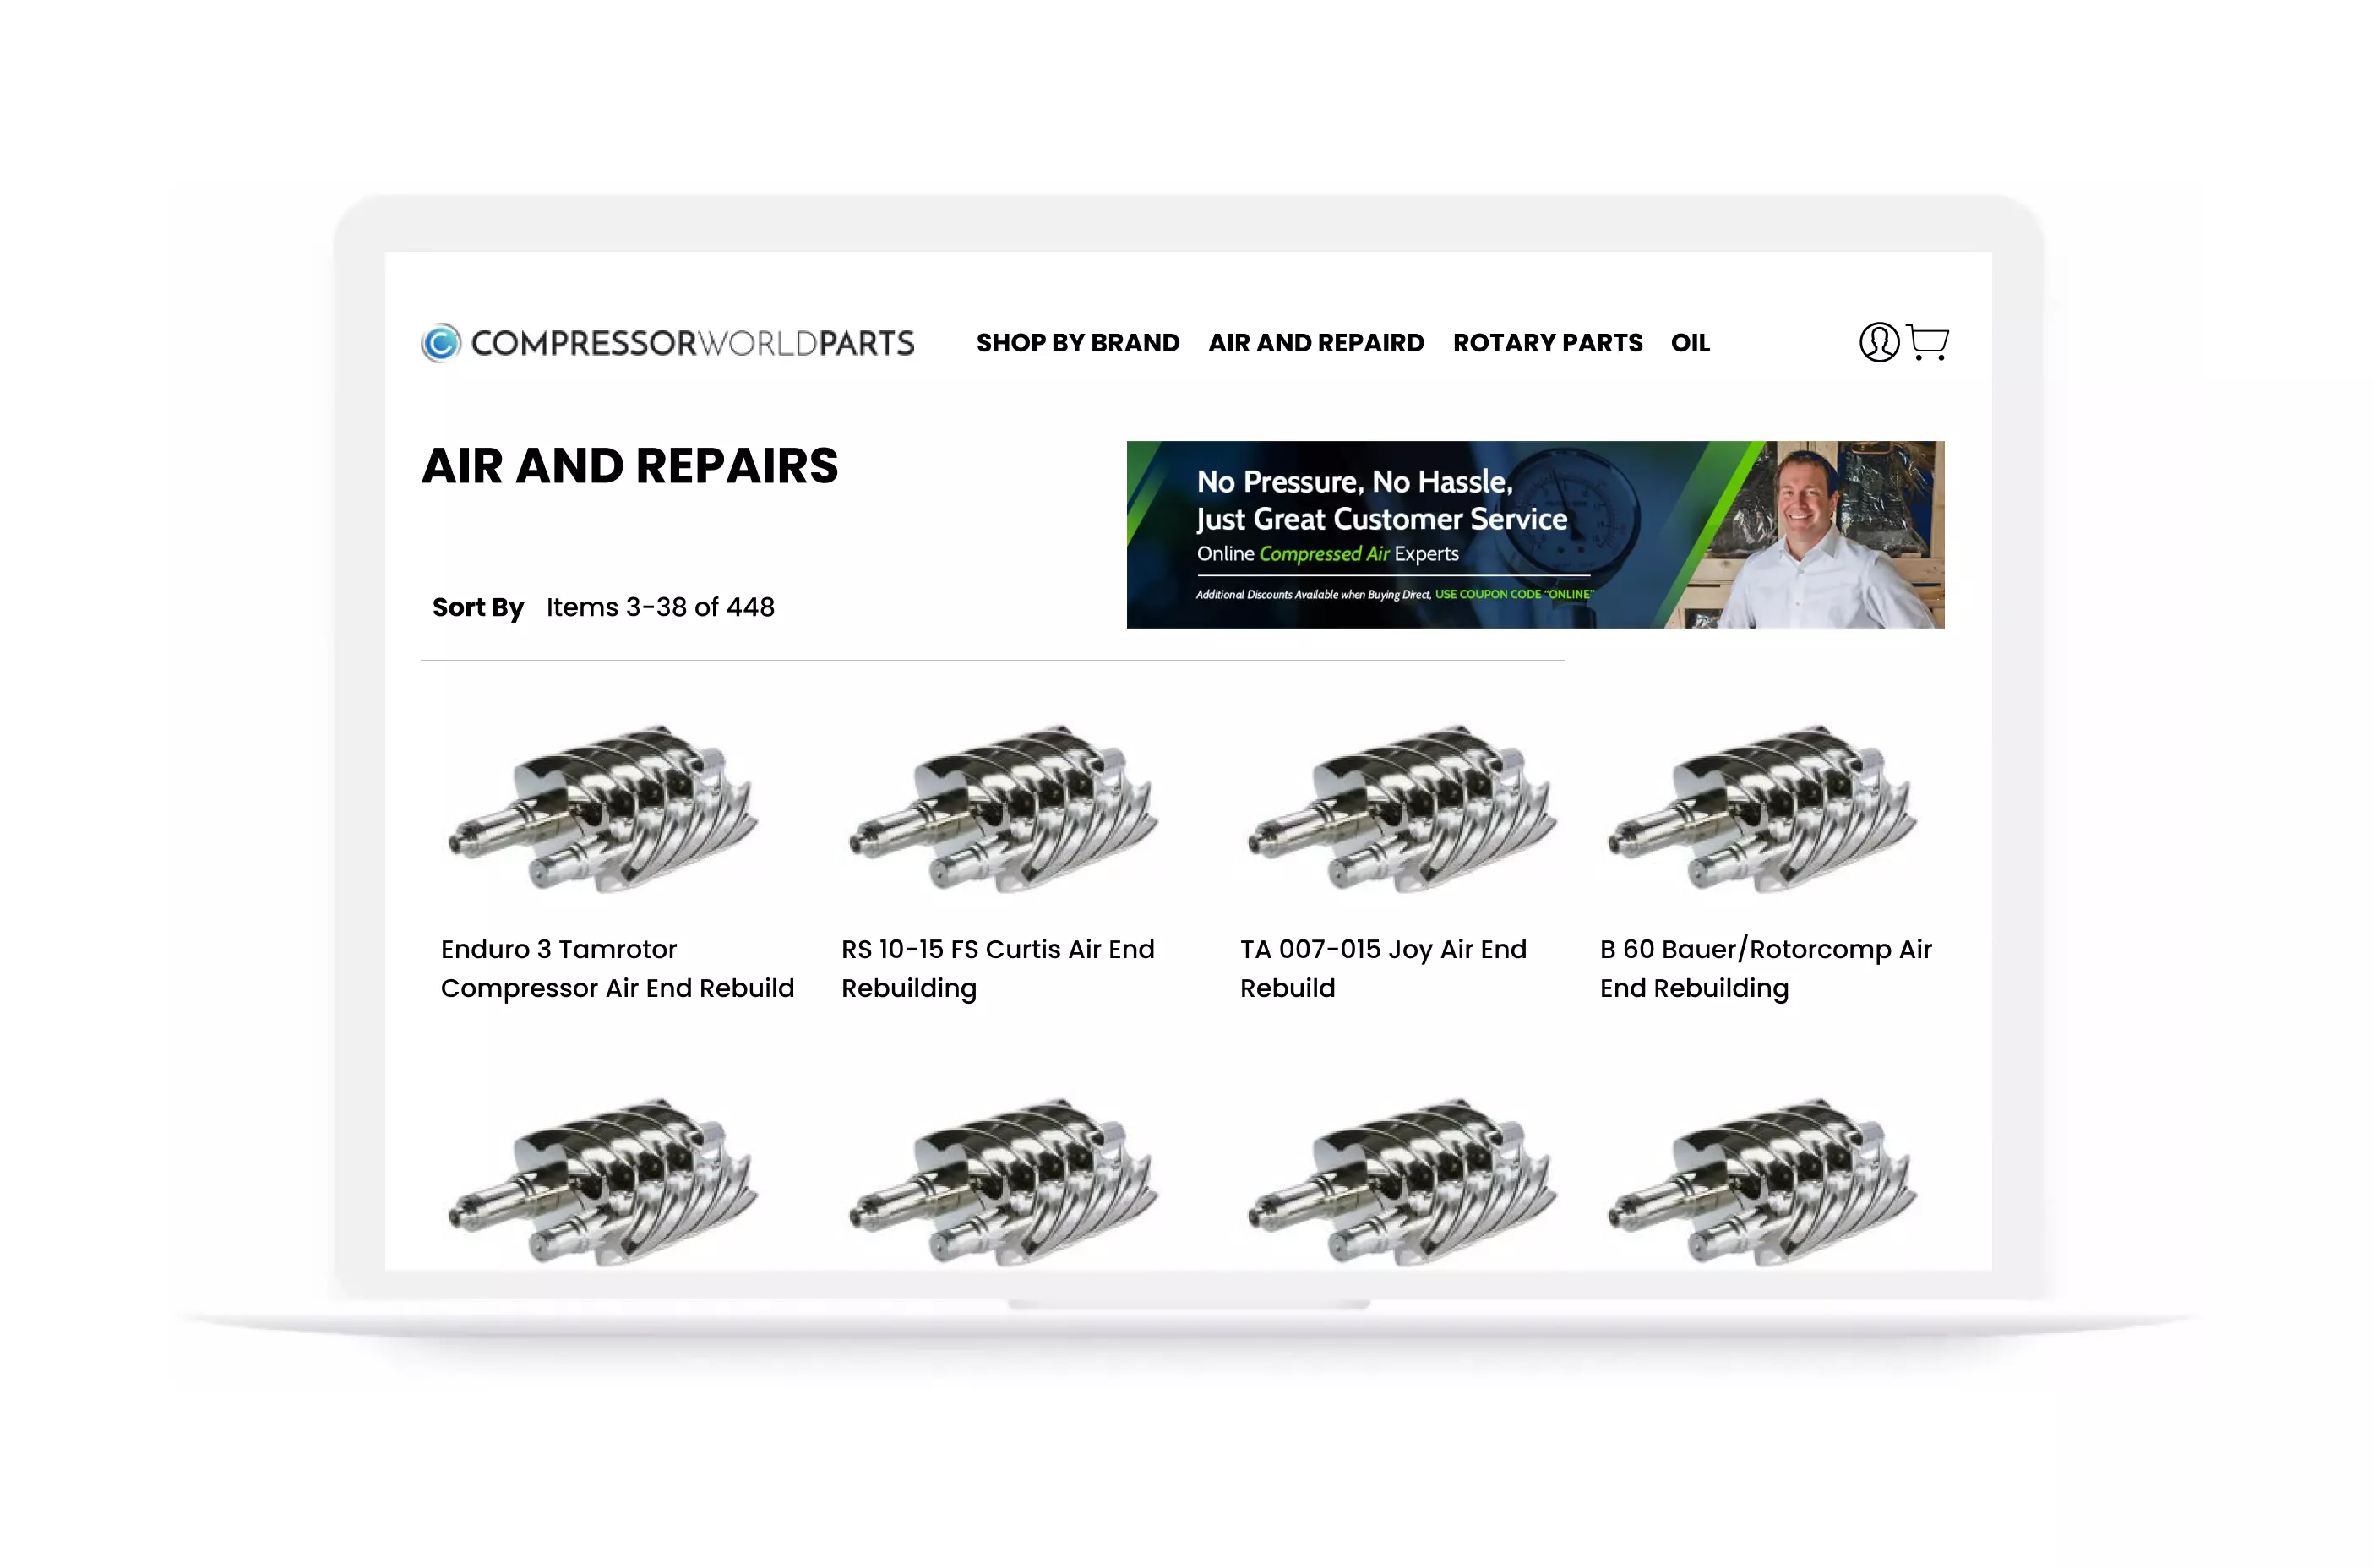 COMPRESSORWORLDPARTS
SHOP BY BRAND
AIR AND REPAIRD
ROTARY PARTS
OIL
AIR AND REPAIRS
No Pressure, No Hassle,
Just Great Customer Service
Online Compressed Air Experts
Additional Discounts Available when Buying Direct, USE COUPON CODE "ONLINE"
Sort By
Items 3-38 of 448
Enduro 3 Tamrotor
Compressor Air End Rebuild
RS 10-15 FS Curtis Air End
Rebuilding
TA 007-015 Joy Air End
Rebuild
B 60 Bauer/Rotorcomp Air
End Rebuilding